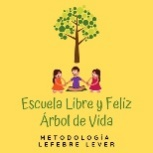 Escuela Libre y Feliz
Árbol de Vida
METODOLOGÍA
LEFEBRE LEVER